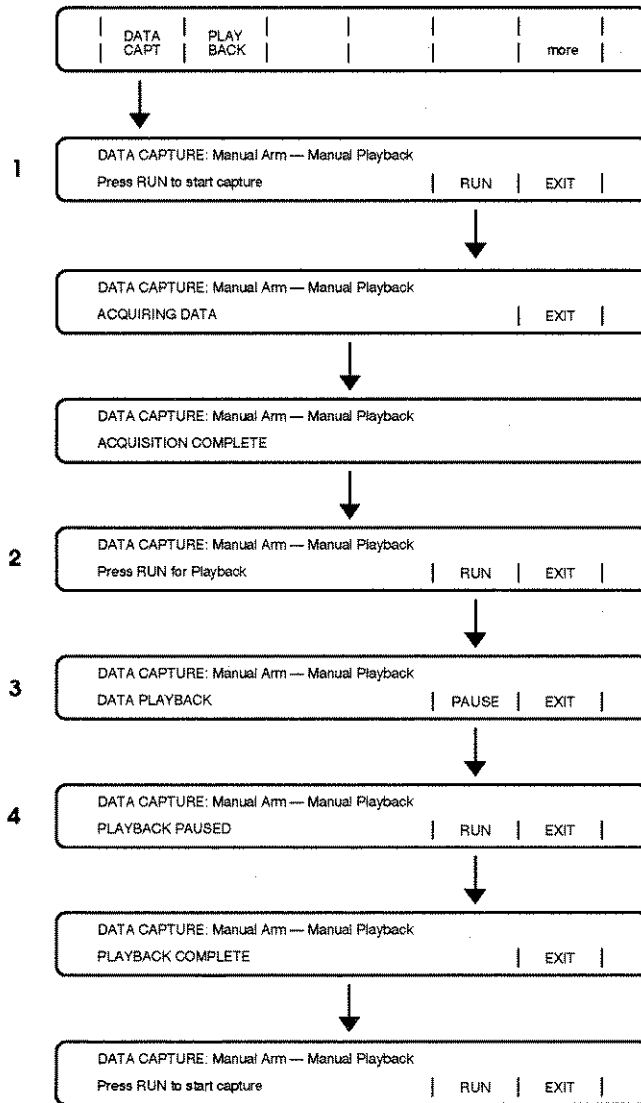 DATA PLAY
CAPT BACK more
1
DATA CAPTURE: Manual Arm — Manual Playback
Press RUN to start capture RUN EXIT
DATA CAPTURE: Manual Arm — Manual Playback
ACQUIRING DATA EXIT
DATA CAPTURE: Manual Arm — Manual Playback
ACQUISITION COMPLETE
2
DATA CAPTURE: Manual Arm — Manual Playback
Press RUN for Playback RUN EXIT
3
DATA CAPTURE: Manual Arm — Manual Playback
DATA PLAYBACK PAUSE EXIT
4
DATA CAPTURE: Manual Arm — Manual Playback
PLAYBACK PAUSED RUN EXIT
DATA CAPTURE: Manual Arm — Manual Playback
PLAYBACK COMPLETE EXIT
DATA CAPTURE: Manual Arm — Manual Playback
Press RUN to start capture RUN EXIT